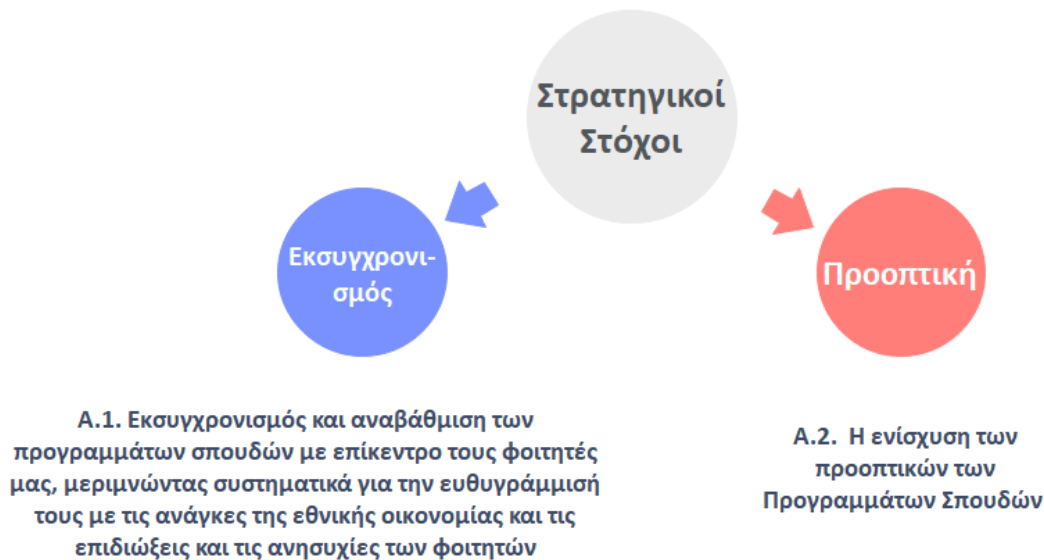 Στρατηγικοί
Στόχοι
Εκσυγχρονι-
σμός
Προοπτική
Α.1. Εκσυγχρονισμός και αναβάθμιση των
προγραμμάτων σπουδών με επίκεντρο τους φοιτητές
μας, μεριμνώντας συστηματικά για την ευθυγράμμισή
τους με τις ανάγκες της εθνικής οικονομίας και τις
επιδιώξεις και τις ανησυχίες των φοιτητών
Α.2. Η ενίσχυση των
προοπτικών των
Προγραμμάτων Σπουδών